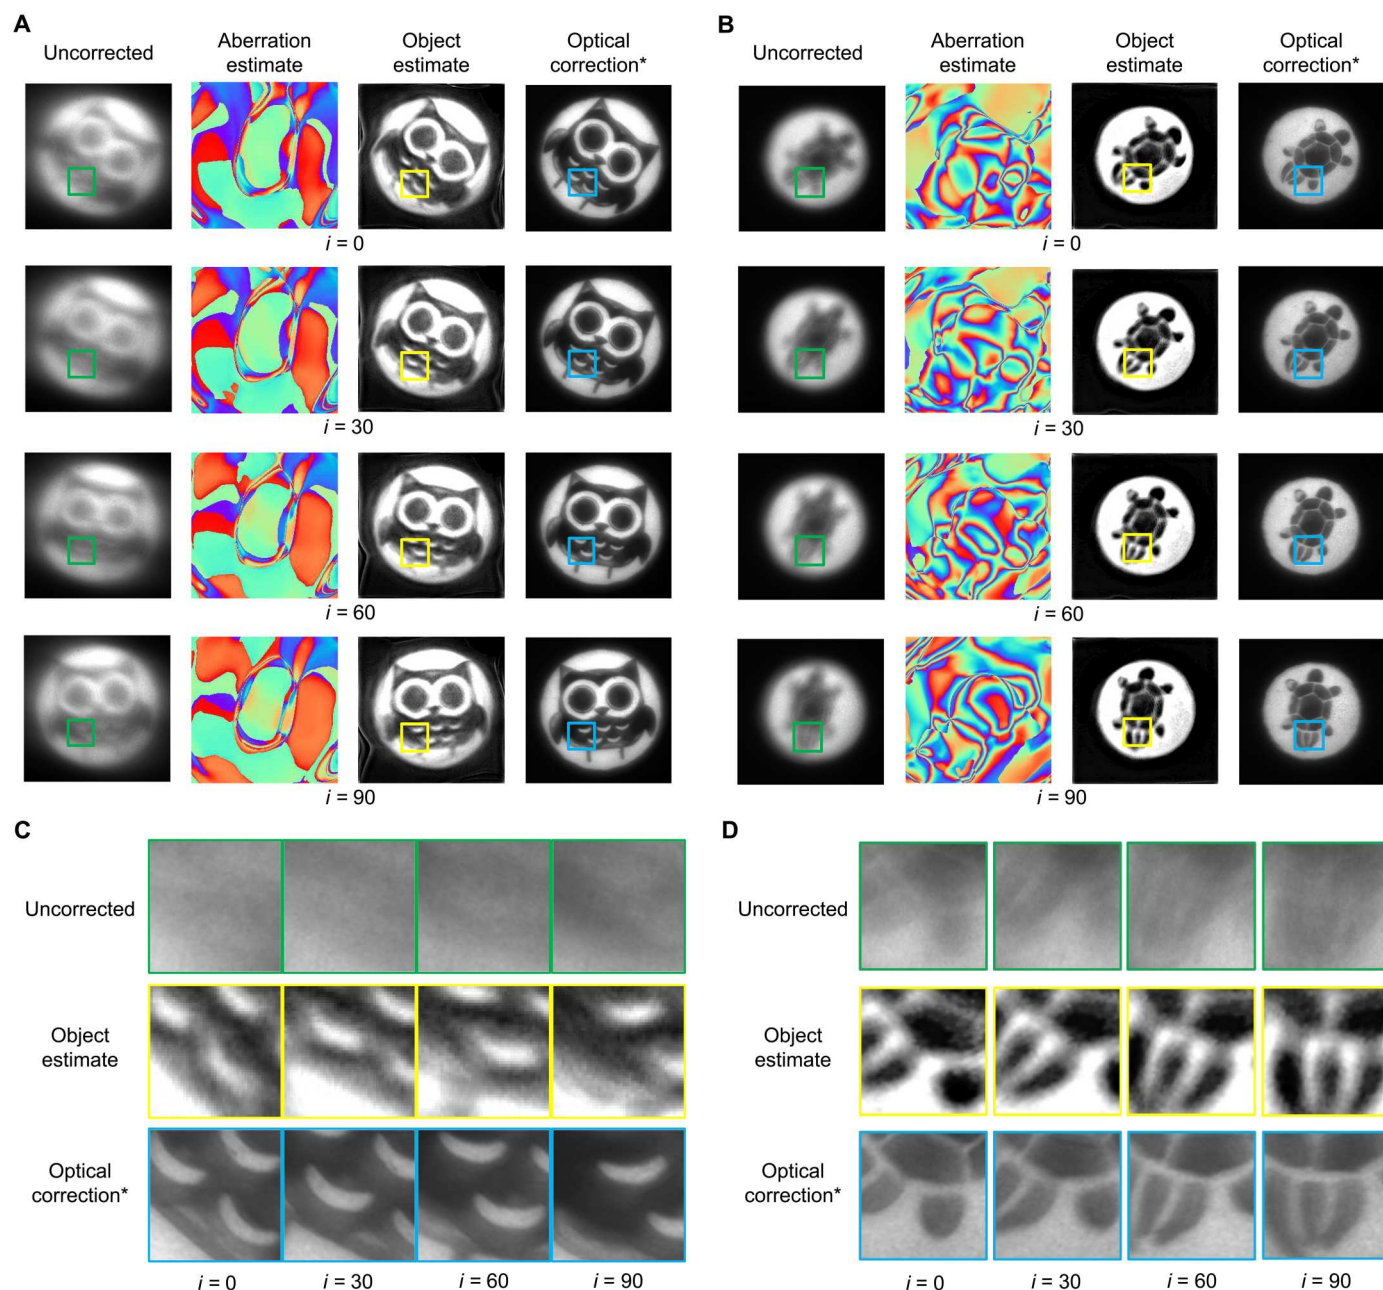 A
Uncorrected
Aberration
estimate
Object
estimate
Optical
correction*
i = 0
i = 30
i = 60
i = 90
B
Uncorrected
Aberration
estimate
Object
estimate
Optical
correction*
i = 0
i = 30
i = 60
i = 90
C
Uncorrected
Object
estimate
Optical
correction*
i = 0 i = 30 i = 60 i = 90
D
Uncorrected
Object
estimate
Optical
correction*
i = 0 i = 30 i = 60 i = 90